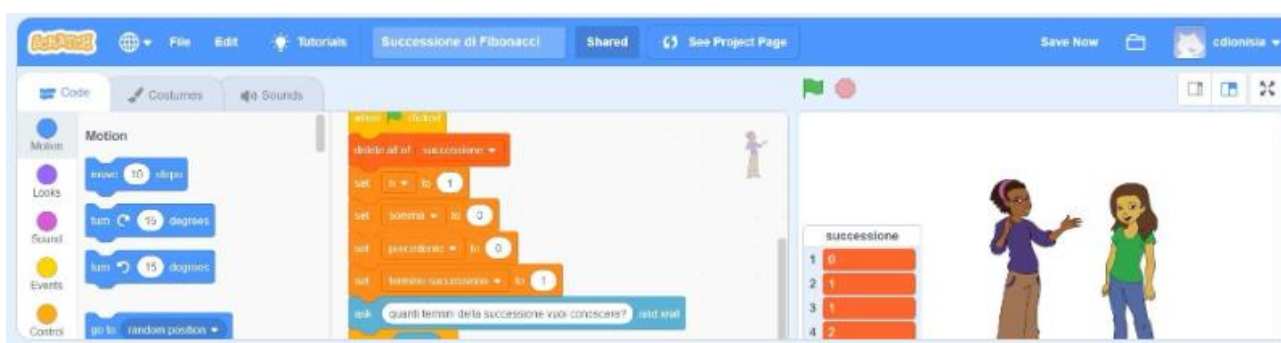 SCRATCH File Edit Tutorials Successione di Fibonacci Shared See Project Page Save Now cdionisia
Code Costumes Sounds
Motion
Looks
Sound
Events
Control
Motion
move 10 steps
turn 15 degrees
turn 15 degrees
go to random position
when clicked
delete all of successione
set n to 1
set somma to 0
set precedente to 0
set termine successione to 1
ask quanti termini della successione vuoi conoscere? and wait
successione
1 0
2 1
3 1
4 2